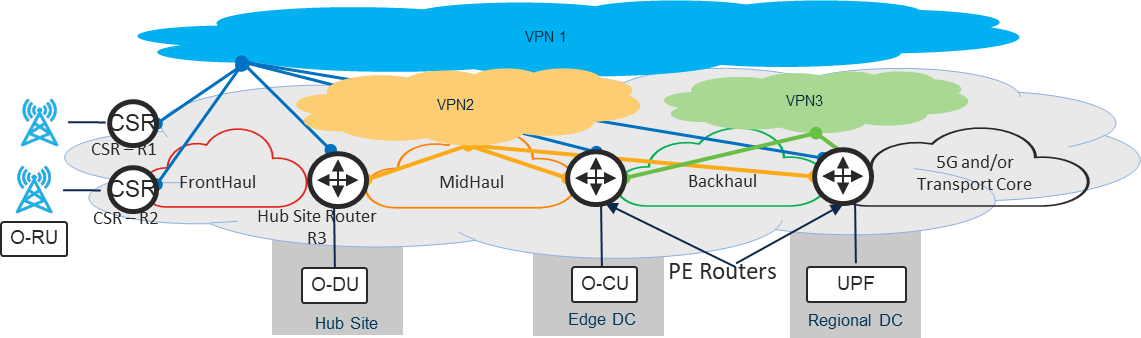 VPN 1
VPN2
VPN3
CSR
CSR – R1
CSR
CSR – R2
O-RU
FrontHaul
Hub Site Router
R3
MidHaul
Backhaul
5G and/or
Transport Core
PE Routers
O-DU
O-CU
UPF
Hub Site
Edge DC
Regional DC